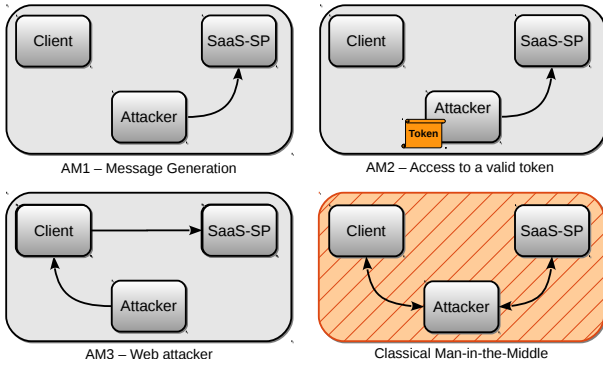 Client
SaaS-SP
Attacker
AM1 – Message Generation
Client
SaaS-SP
Attacker
Token
AM2 – Access to a valid token
Client
SaaS-SP
Attacker
AM3 – Web attacker
Client
SaaS-SP
Attacker
Classical Man-in-the-Middle